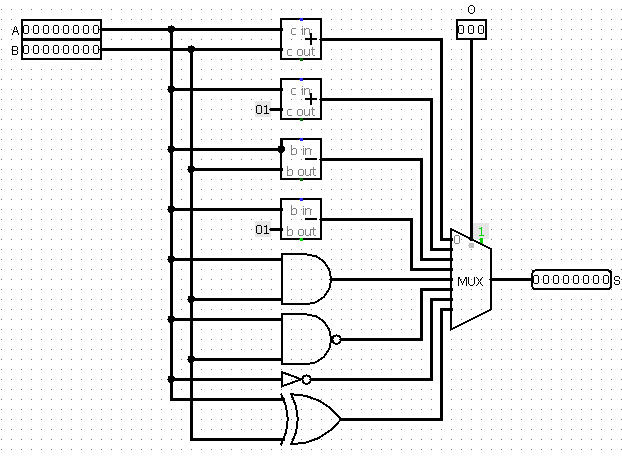 O
A 00000000
B 00000000
000
c in
+
c out
c in
+
01 c out
b in
b out
b in
01 b out
0
1
MUX
00000000 S